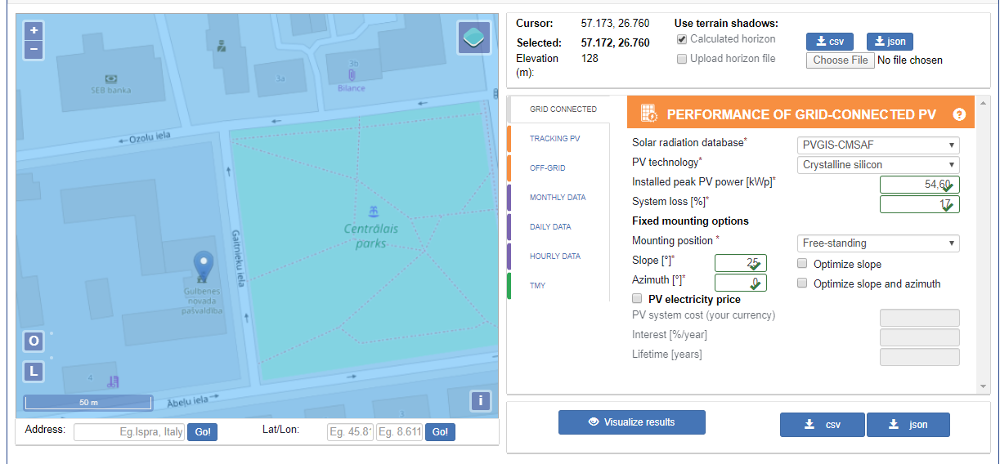 +
−
SEB banka
3a
3b
Bilance
Ozolu iela
Gaitnieku iela
Centrālais
parks
Gulbenes
novada
pašvaldība
O
L
4
3
50 m
Ābeļu iela
i
Address:
Eg.Ispra, Italy
Go!
Lat/Lon:
Eg. 45.81
Eg. 8.611
Go!
Cursor:
57.173, 26.760
Selected:
57.172, 26.760
Elevation
(m):
128
Use terrain shadows:
Calculated horizon
csv
json
Upload horizon file
Choose File No file chosen
GRID CONNECTED
TRACKING PV
OFF-GRID
MONTHLY DATA
DAILY DATA
HOURLY DATA
TMY
PERFORMANCE OF GRID-CONNECTED PV
?
Solar radiation database*
PVGIS-CMSAF
PV technology*
Crystalline silicon
Installed peak PV power [kWp]*
54,60
System loss [%]*
17
Fixed mounting options
Mounting position *
Free-standing
Slope [°]*
25
Optimize slope
Azimuth [°]*
0
Optimize slope and azimuth
PV electricity price
PV system cost (your currency)
Interest [%/year]
Lifetime [years]
Visualize results
csv
json